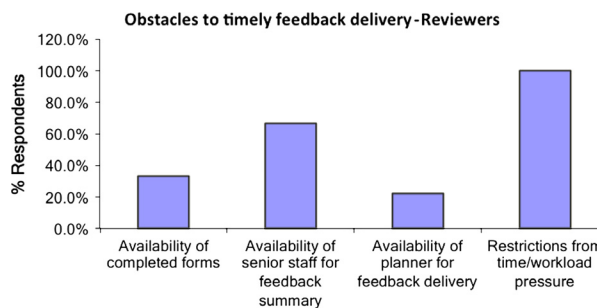 Obstacles to timely feedback delivery-Reviewers
120.0%
100.0%
80.0%
60.0%
40.0%
20.0%
0.0%
% Respondents
Availability of
completed forms
Availability of
senior staff for
feedback
summary
Availability of
planner for
feedback delivery
Restrictions from
time/workload
pressure